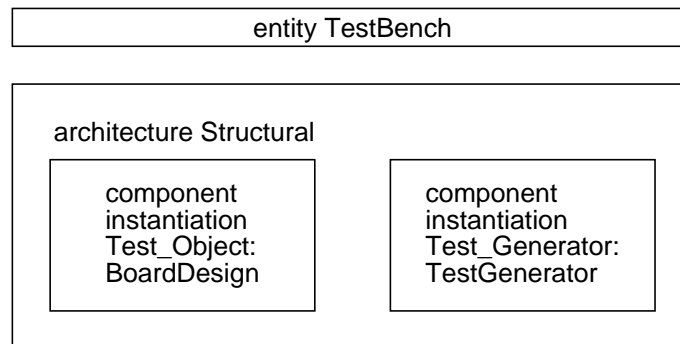 entity TestBench
architecture Structural
component
instantiation
Test_Object:
BoardDesign
component
instantiation
Test_Generator:
TestGenerator